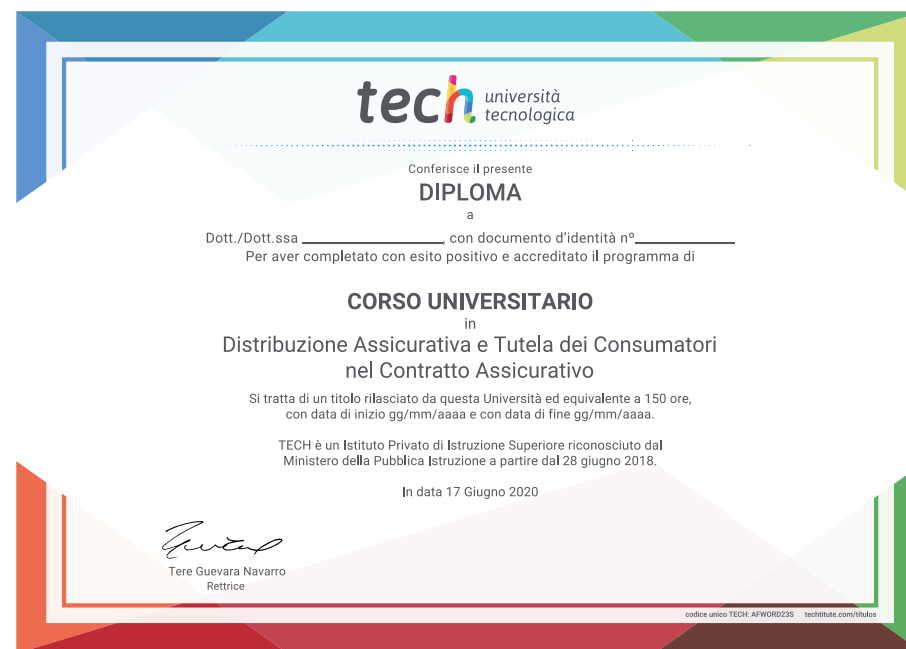 tech università
tecnologica
Conferisce il presente
DIPLOMA
a
Dott./Dott.ssa ____________, con documento d'identità nº____________
Per aver completato con esito positivo e accreditato il programma di
CORSO UNIVERSITARIO
in
Distribuzione Assicurativa e Tutela dei Consumatori
nel Contratto Assicurativo
Si tratta di un titolo rilasciato da questa Università ed equivalente a 150 ore,
con data di inizio gg/mm/aaaa e con data di fine gg/mm/aaaa.
TECH è un Istituto Privato di Istruzione Superiore riconosciuto dal
Ministero della Pubblica Istruzione a partire dal 28 giugno 2018.
In data 17 Giugno 2020
Tere Guevara Navarro
Rettrice
codice unico TECH: AFWORD23S techtitute.com/titulos